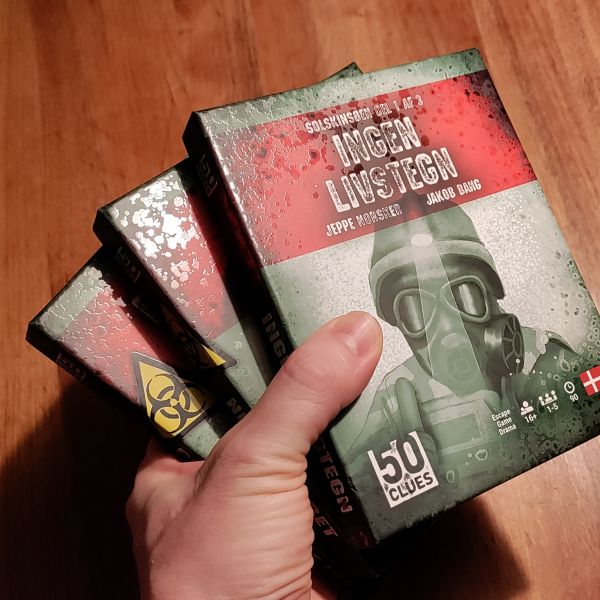 SOLSKINSØEN DEL 1 AF 3
INGEN
LIVSTEGN
JEPPE NORSKER JAKOB BANG
Escape
Game
Drama
16+
1-5
90
50
CLUES